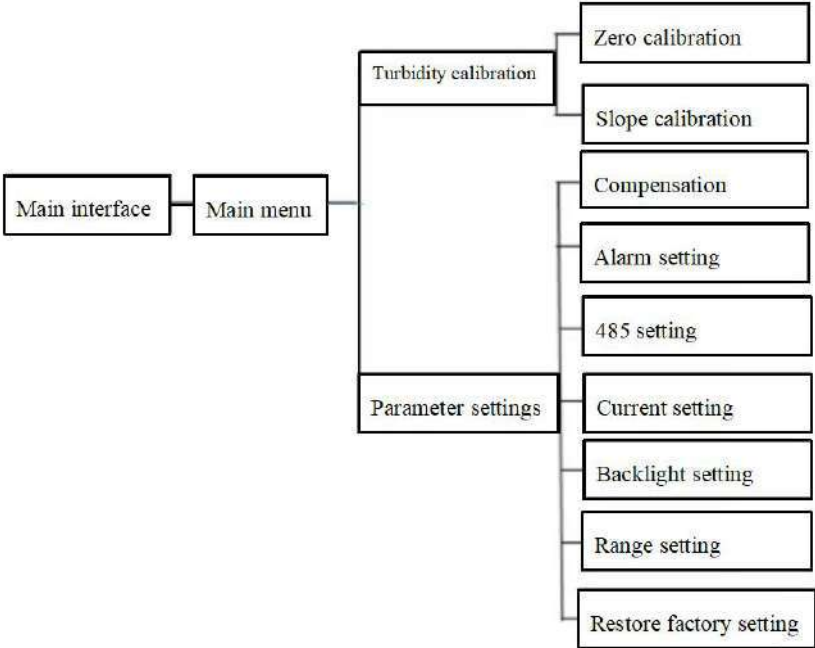 Main interface
Main menu
Turbidity calibration
Zero calibration
Slope calibration
Parameter settings
Compensation
Alarm setting
485 setting
Current setting
Backlight setting
Range setting
Restore factory setting